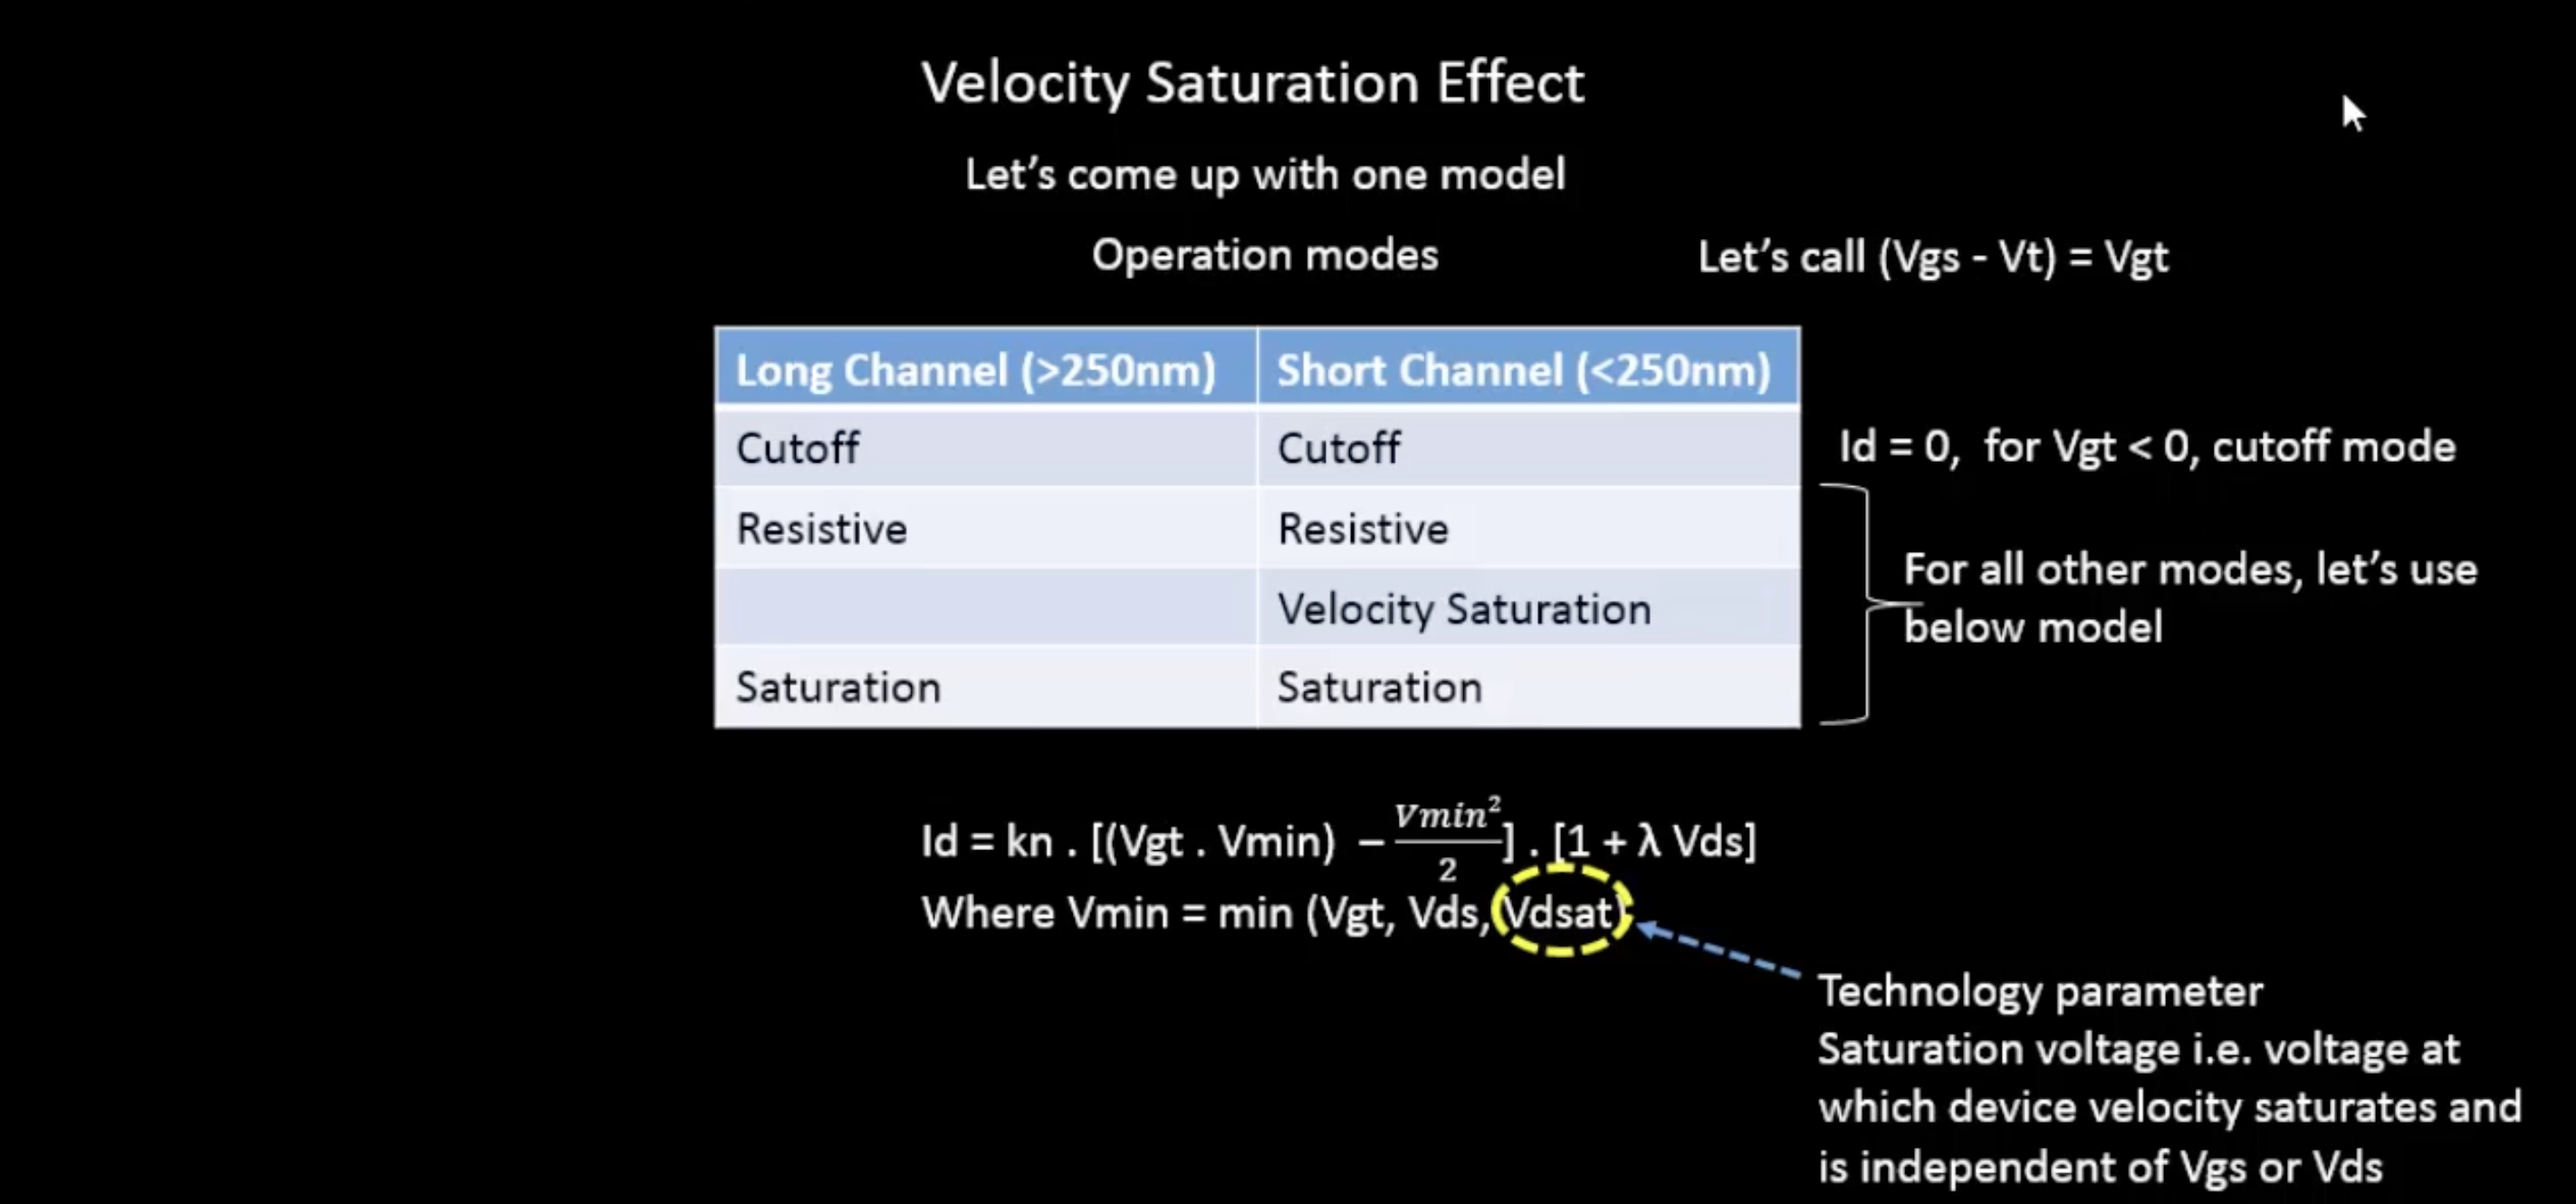 Velocity Saturation Effect
Let's come up with one model
Operation modes
Let's call (Vgs - Vt) = Vgt
Long Channel (>250nm) Short Channel (<250nm)
Cutoff Cutoff
Id = 0, for Vgt < 0, cutoff mode
Resistive Resistive
Velocity Saturation
Saturation Saturation
For all other modes, let's use
below model
Id = kn . [(Vgt . Vmin) − Vmin²/2] . [1 + λ Vds]
Where Vmin = min (Vgt, Vds, Vdsat)
Technology parameter
Saturation voltage i.e. voltage at
which device velocity saturates and
is independent of Vgs or Vds